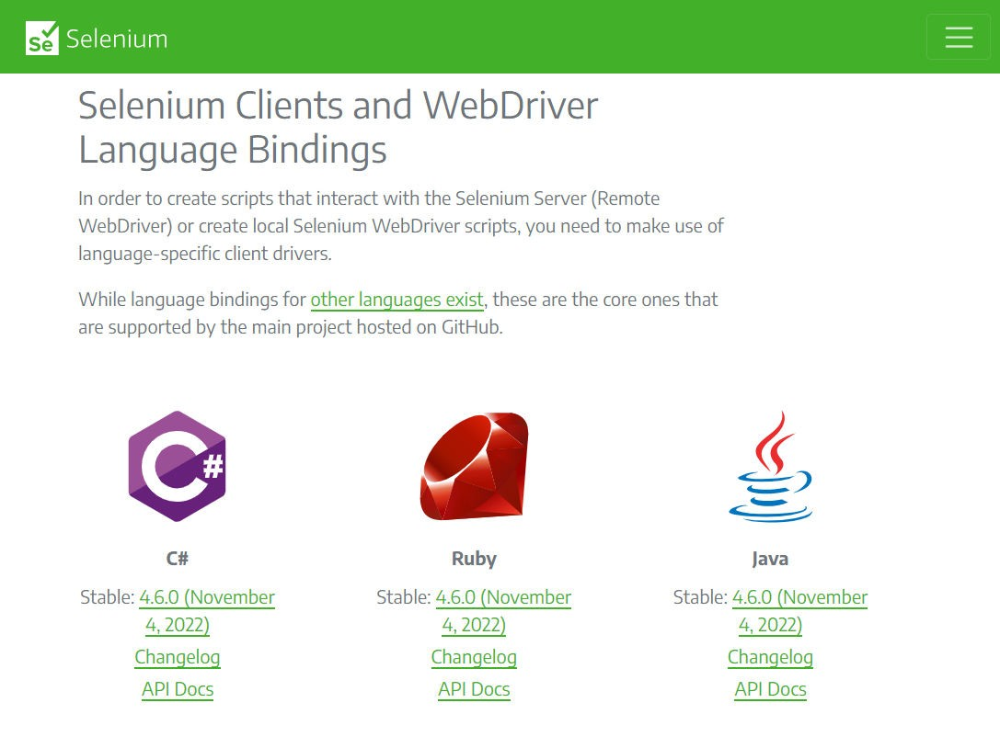 Se Selenium
Selenium Clients and WebDriver
Language Bindings
In order to create scripts that interact with the Selenium Server (Remote
WebDriver) or create local Selenium WebDriver scripts, you need to make use of
language-specific client drivers.
While language bindings for other languages exist, these are the core ones that
are supported by the main project hosted on GitHub.
C#
C#
Stable: 4.6.0 (November
4, 2022)
Changelog
API Docs
Ruby
Stable: 4.6.0 (November
4, 2022)
Changelog
API Docs
Java
Stable: 4.6.0 (November
4, 2022)
Changelog
API Docs